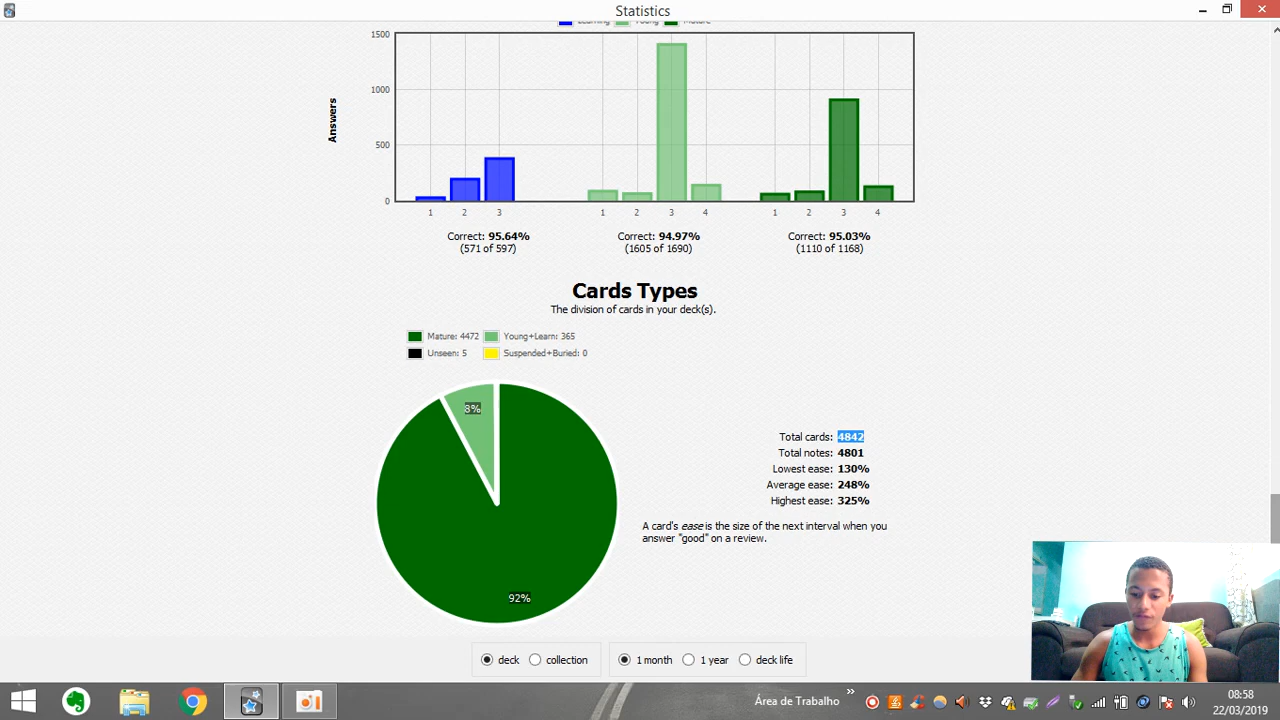 Statistics
Learning Young Mature
1500
1000
500
0
Answers
1 2 3 1 2 3 4 1 2 3 4
Correct: 95.64% Correct: 94.97% Correct: 95.03%
(571 of 597) (1605 of 1690) (1110 of 1168)
Cards Types
The division of cards in your deck(s).
Mature: 4472 Young+Learn: 365
Unseen: 5 Suspended+Buried: 0
8%
92%
Total cards: 4842
Total notes: 4801
Lowest ease: 130%
Average ease: 248%
Highest ease: 325%
A card's ease is the size of the next interval when you
answer "good" on a review.
deck collection 1 month 1 year deck life
Área de Trabalho
08:58
22/03/2019